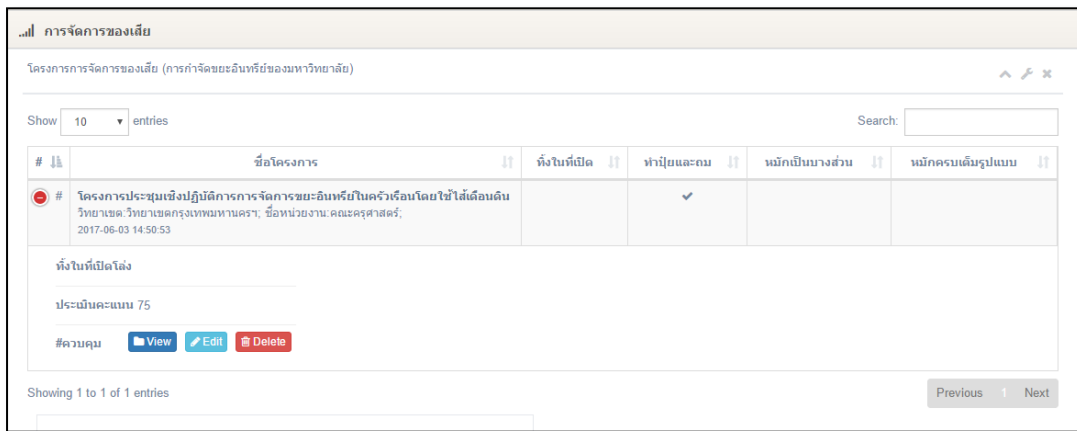 การจัดการของเสีย
โครงการการจัดการของเสีย (การกำจัดขยะอินทรีย์ของมหาวิทยาลัย)
Show 10 entries Search:
# ชื่อโครงการ ทิ้งในที่เปิด ทำปุ๋ยและถม หมักเป็นบางส่วน หมักครบเต็มรูปแบบ
# โครงการประชุมเชิงปฏิบัติการการจัดการขยะอินทรีย์ในครัวเรือนโดยใช้ไส้เดือนดิน
วิทยาเขต:วิทยาเขตกรุงเทพมหานครฯ; ชื่อหน่วยงาน:คณะครุศาสตร์;
2017-06-03 14:50:53
ทิ้งในที่เปิดโล่ง
ประเมินคะแนน 75
#ควบคุม View Edit Delete
Showing 1 to 1 of 1 entries Previous 1 Next